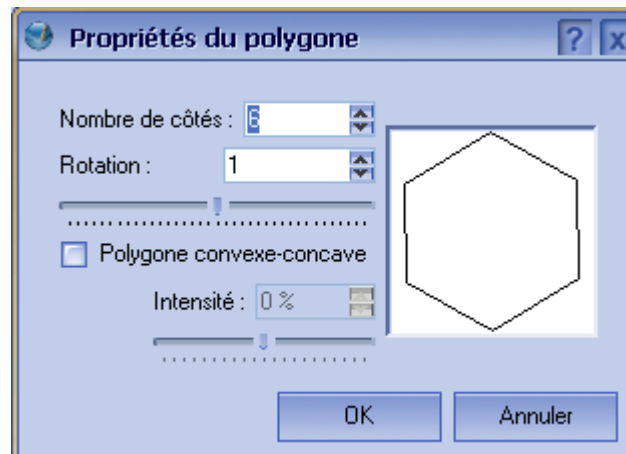 Propriétés du polygone ? x
Nombre de côtés : 6
Rotation : 1
Polygone convexe-concave
Intensité : 0 %
OK Annuler